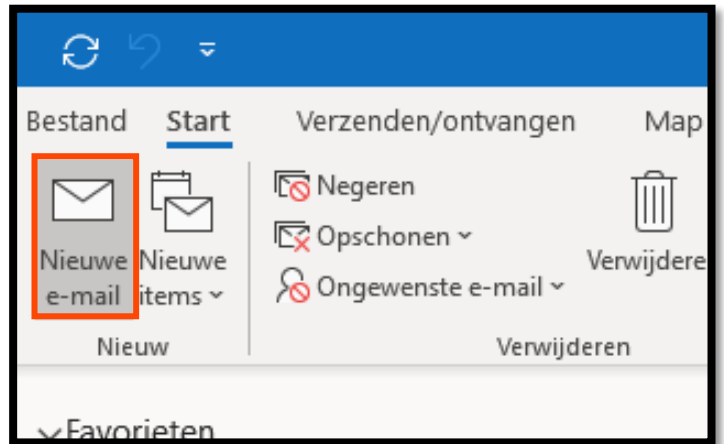 Bestand Start Verzenden/ontvangen Map
Nieuwe e-mail
Nieuwe items
Negeren
Opschonen
Ongewenste e-mail
Verwijdere
Nieuw
Verwijderen
Favorieten